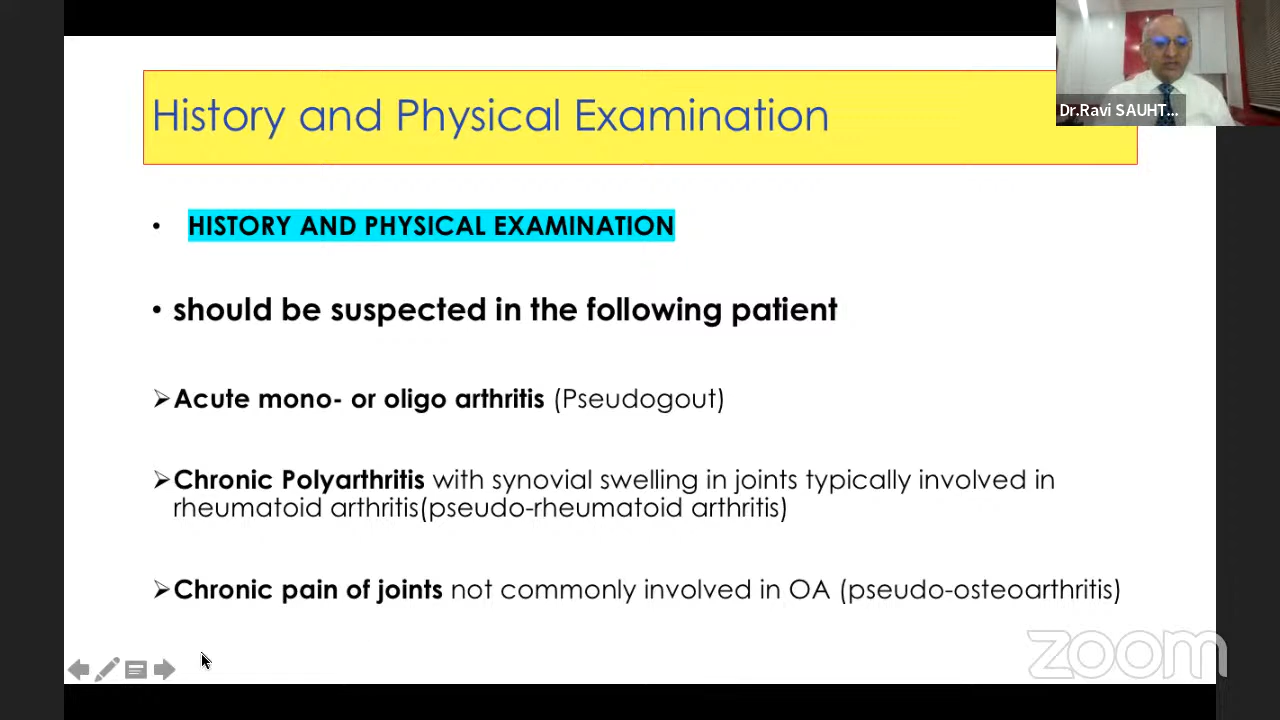 History and Physical Examination
Dr.Ravi SAUHT...
• HISTORY AND PHYSICAL EXAMINATION
• should be suspected in the following patient
➢Acute mono- or oligo arthritis (Pseudogout)
➢Chronic Polyarthritis with synovial swelling in joints typically involved in
rheumatoid arthritis(pseudo-rheumatoid arthritis)
➢Chronic pain of joints not commonly involved in OA (pseudo-osteoarthritis)
zoom